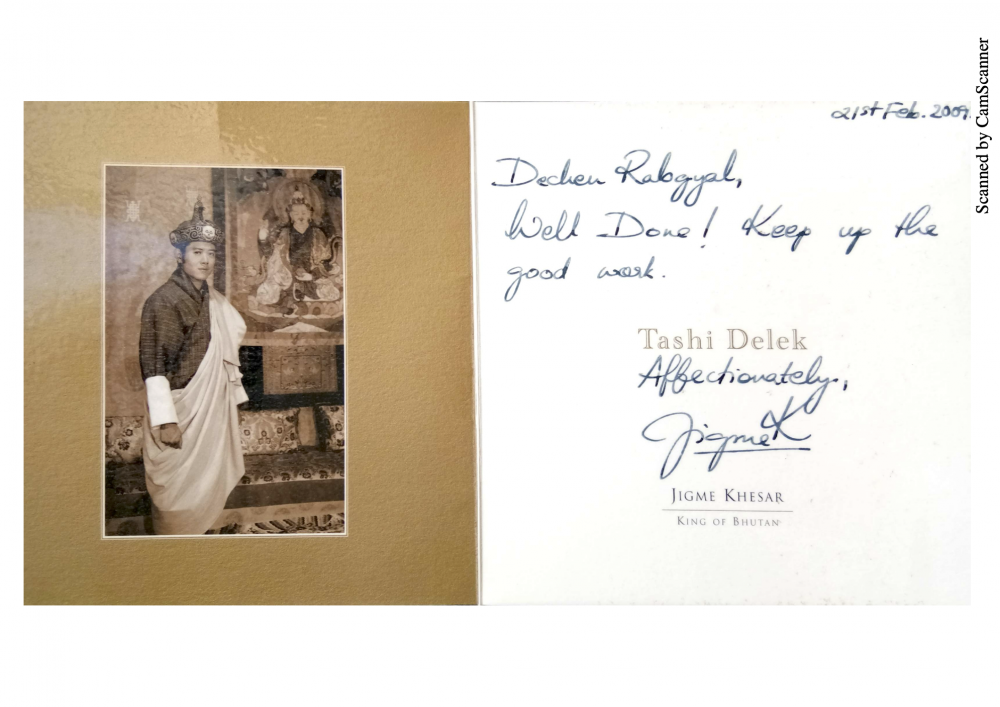 21st Feb. 2009.
Dechen Rabgyal,
Well Done! Keep up the
good work.
Tashi Delek
Affectionately,
JigmeK
JIGME KHESAR
KING OF BHUTAN
Scanned by CamScanner